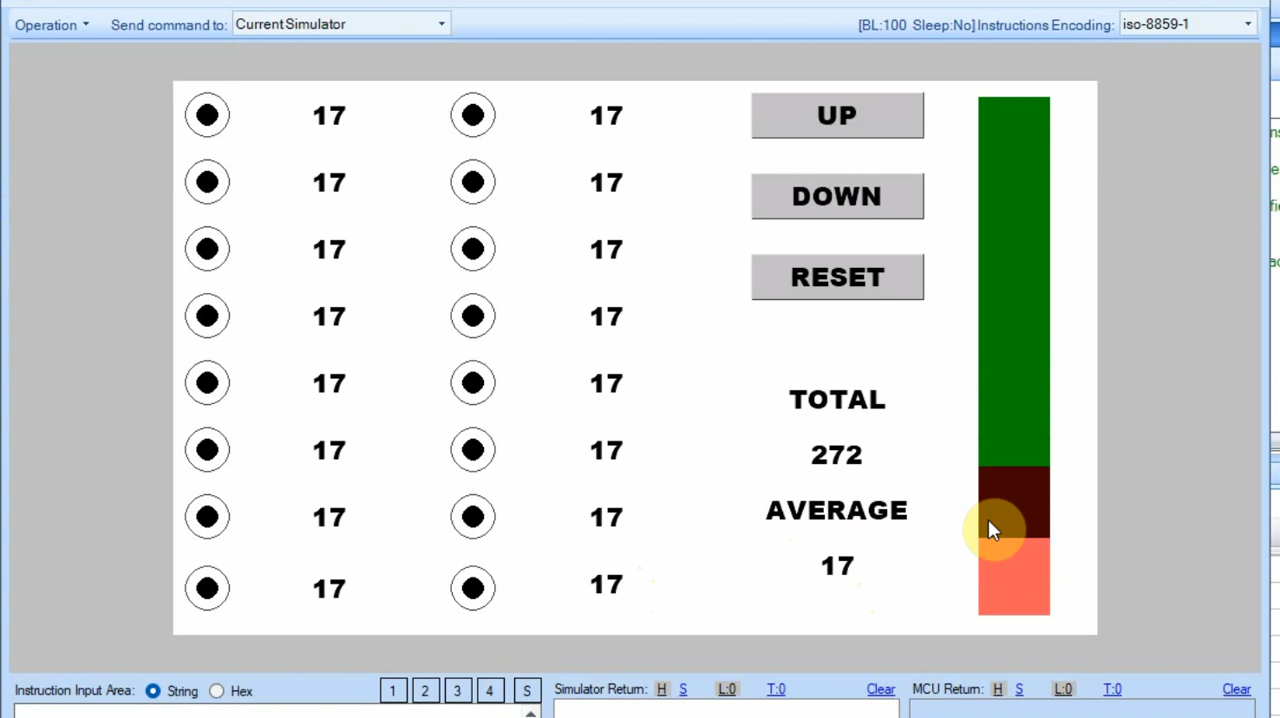 Operation Send command to: Current Simulator [BL:100 Sleep:No] Instructions Encoding: iso-8859-1
17 17 UP
17 17 DOWN
17 17 RESET
17 17
17 17 TOTAL
17 17 272
17 17 AVERAGE
17 17 17
Instruction Input Area: String Hex 1 2 3 4 S Simulator Return: H S L:0 T:0 Clear MCU Return: H S L:0 T:0 Clear